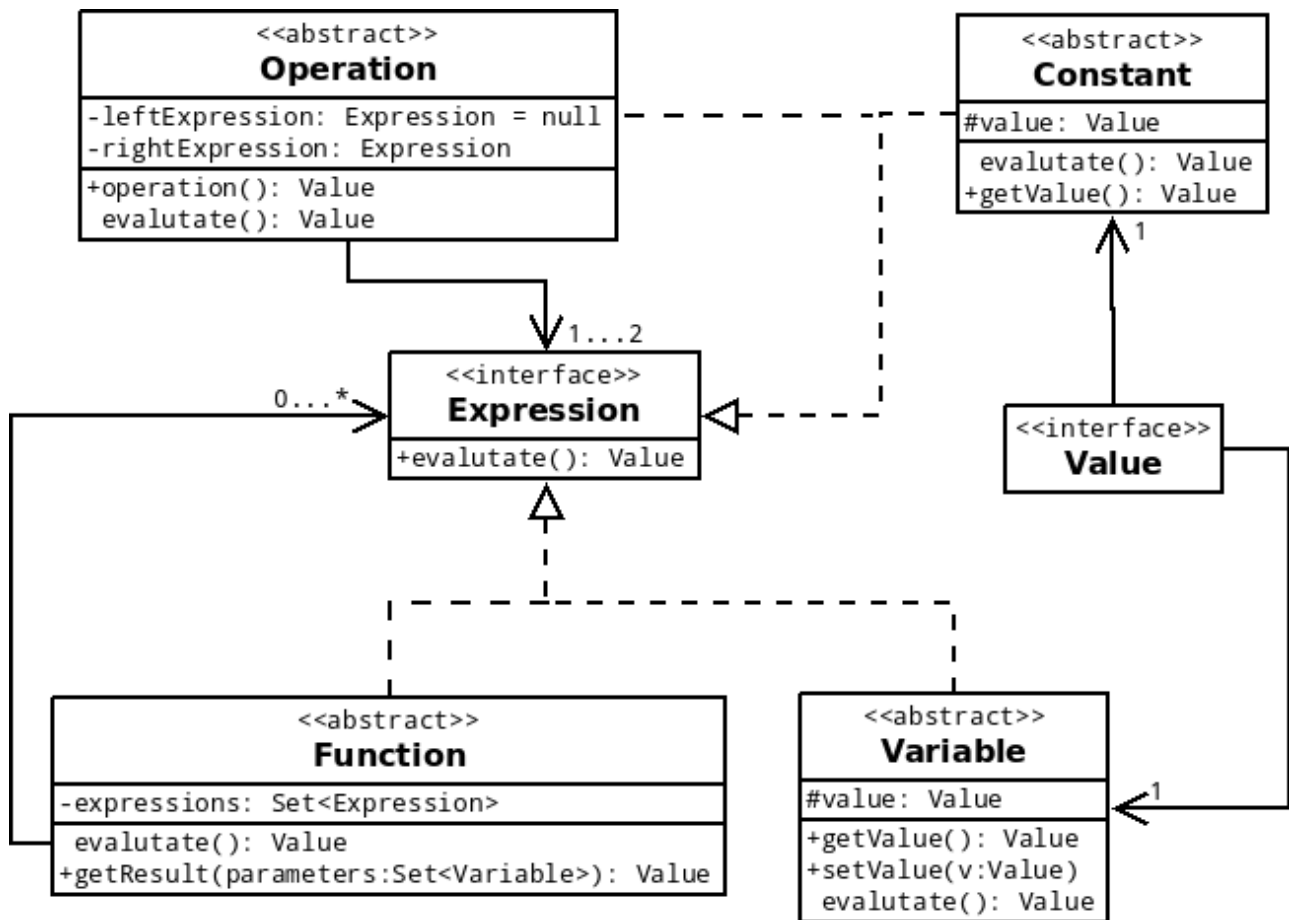 <<abstract>>
Operation
-leftExpression: Expression = null
-rightExpression: Expression
+operation(): Value
evalutate(): Value
<<abstract>>
Constant
#value: Value
evalutate(): Value
+getValue(): Value
1
1...2
0...*
<<interface>>
Expression
+evalutate(): Value
<<interface>>
Value
<<abstract>>
Function
-expressions: Set<Expression>
evalutate(): Value
+getResult(parameters:Set<Variable>): Value
<<abstract>>
Variable
#value: Value
+getValue(): Value
+setValue(v:Value)
evalutate(): Value
1